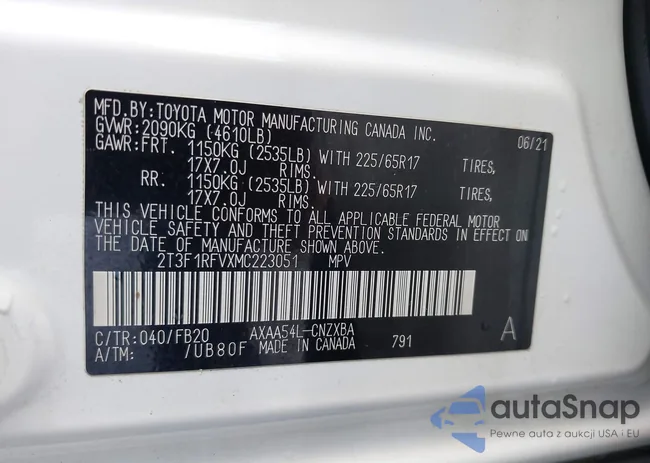 MFD.BY:TOYOTA MOTOR MANUFACTURING CANADA INC.
GVWR:2090KG (4610LB) 06/21
GAWR:FRT. 1150KG (2535LB) WITH 225/65R17 TIRES,
17X7.0J RIMS.
RR. 1150KG (2535LB) WITH 225/65R17 TIRES,
17X7.0J RIMS.
THIS VEHICLE CONFORMS TO ALL APPLICABLE FEDERAL MOTOR
VEHICLE SAFETY AND THEFT PREVENTION STANDARDS IN EFFECT ON
THE DATE OF MANUFACTURE SHOWN ABOVE.
2T3F1RFVXMC223051 MPV
C/TR:040/FB20 AXAA54L-CNZXBA A
A/TM: /UB80F MADE IN CANADA 791
autaSnap
Pewne auta z aukcji USA i EU